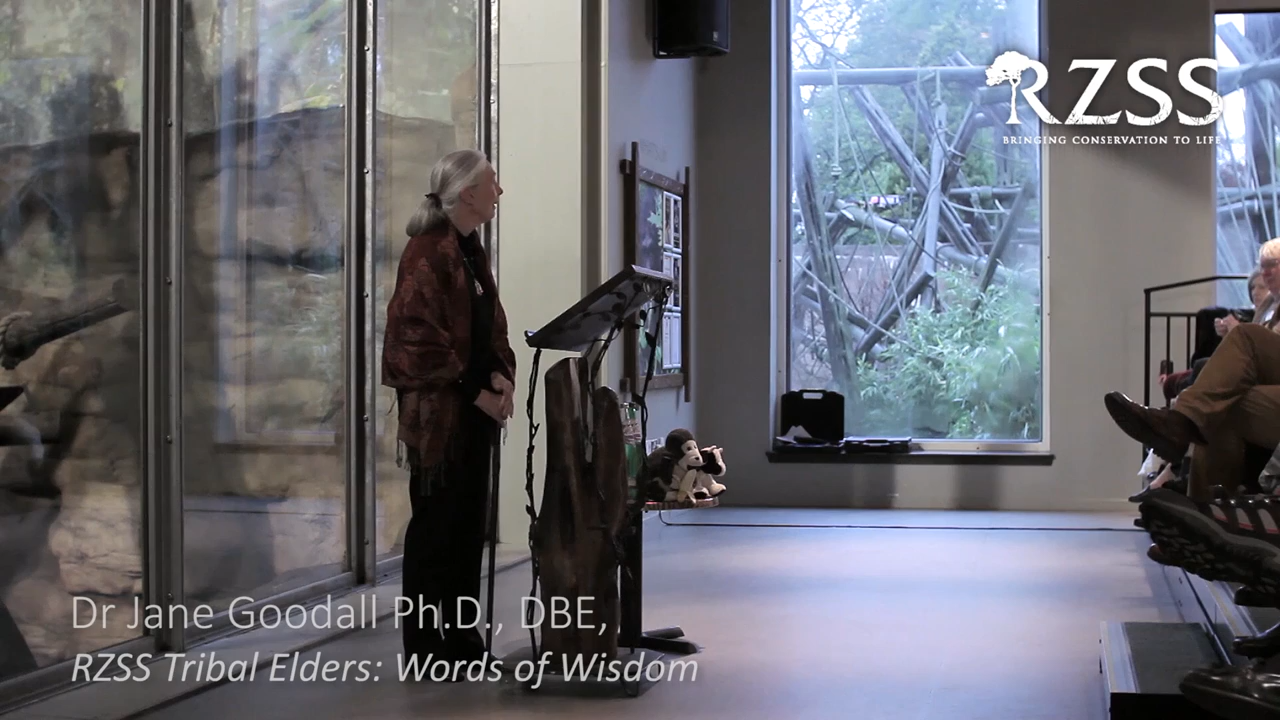 RZSS
BRINGING CONSERVATION TO LIFE
Dr Jane Goodall Ph.D., DBE,
RZSS Tribal Elders: Words of Wisdom